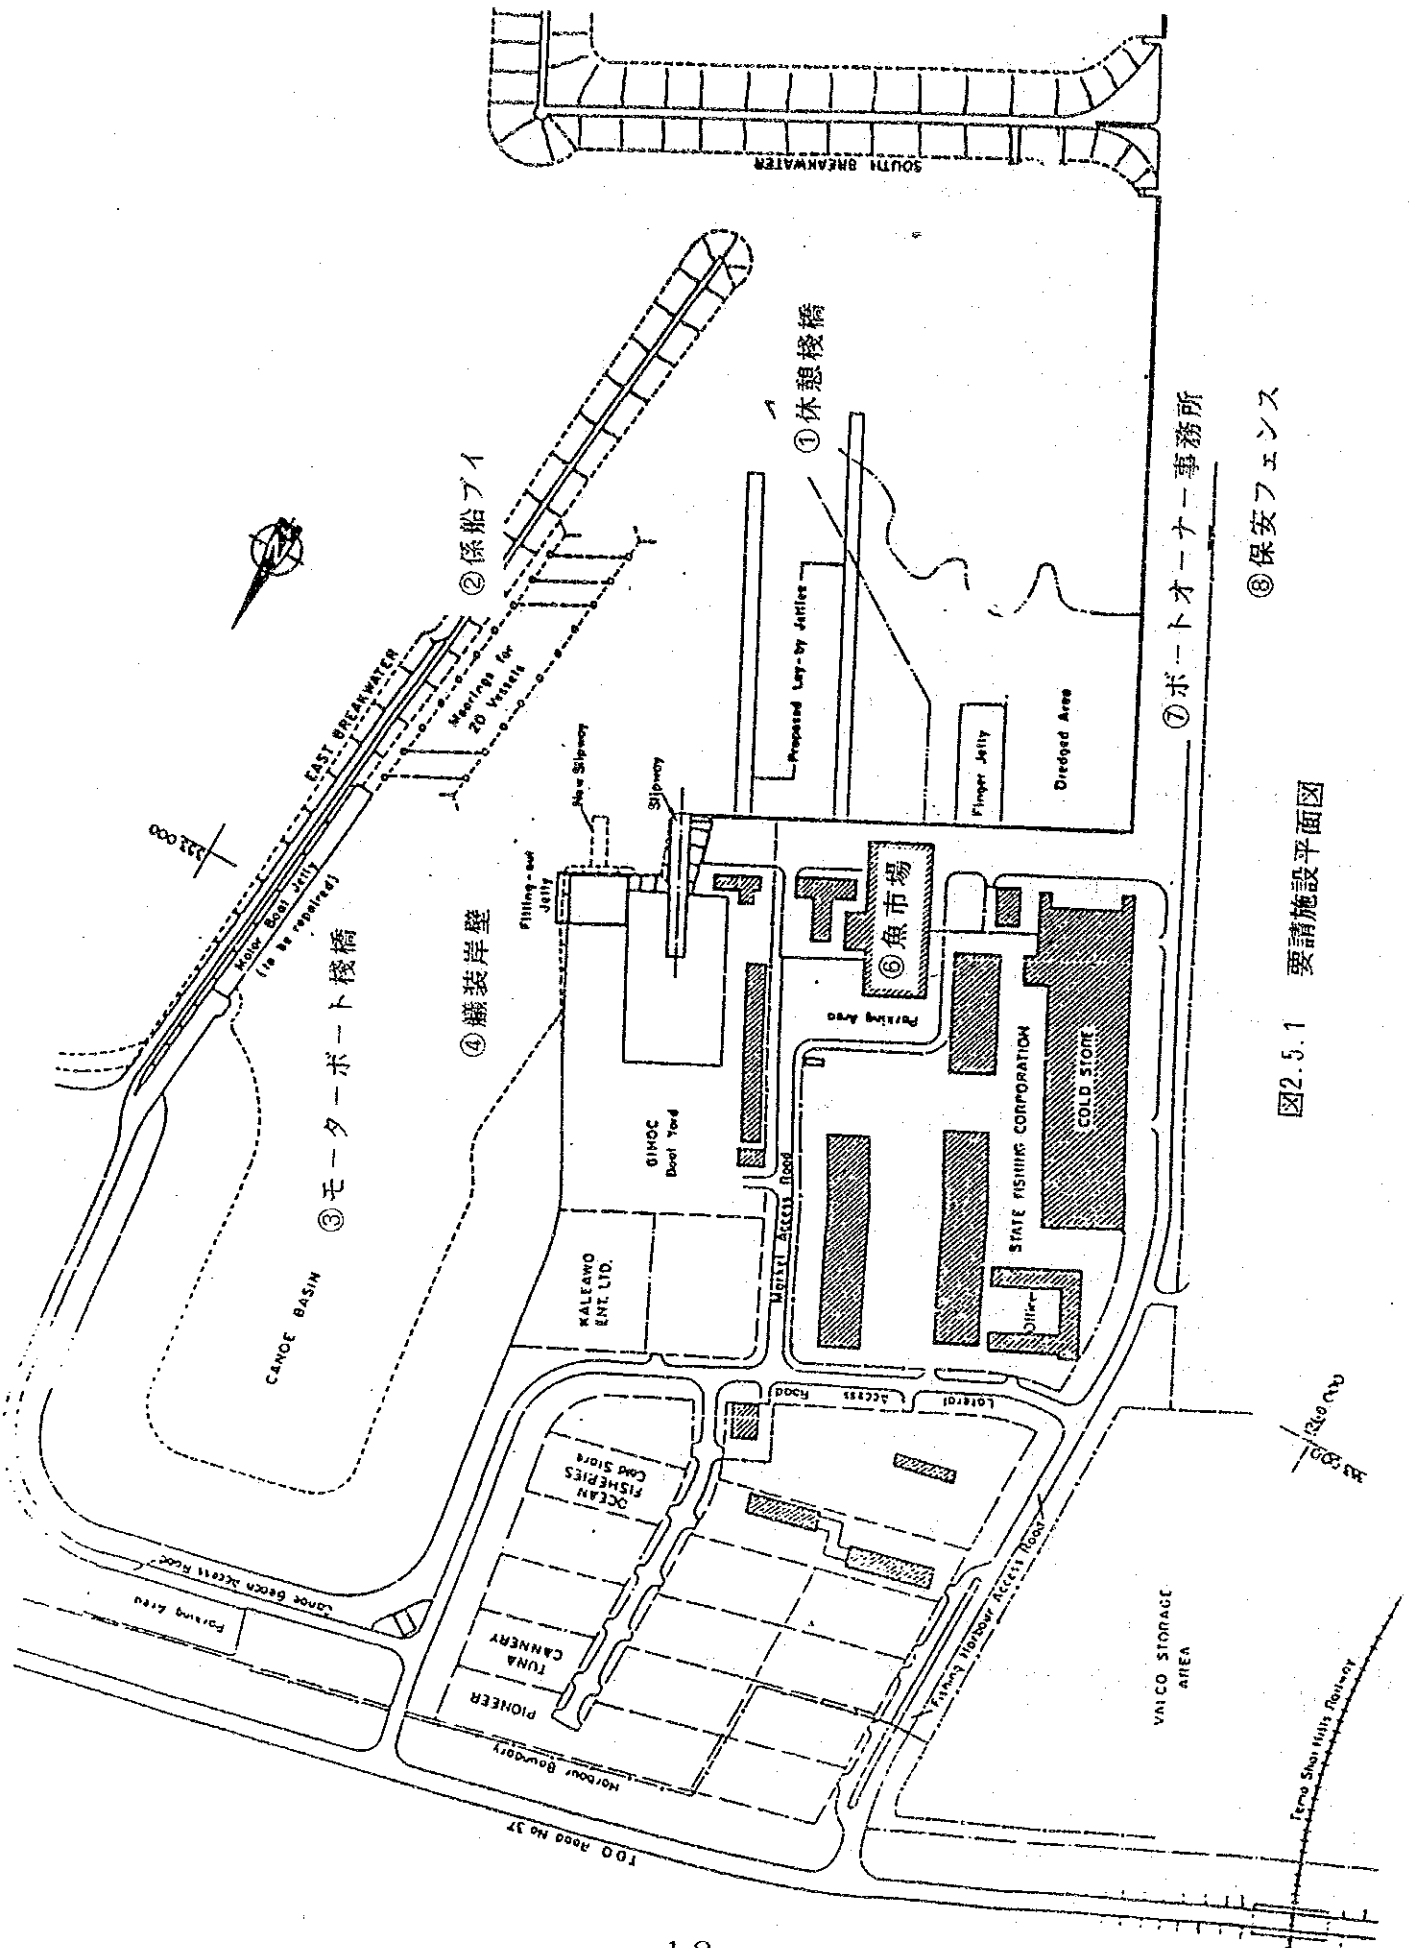 SOUTH BREAKWATER
①休憩棧橋
②係船ブイ
EAST BREAKWATER
Moorings for
20 Vessels
Proposed Lay-by Jetties
⑦ボートオーナー事務所
⑧保安フェンス
New Slipway
Slipway
Finger Jetty
Dredged Area
Motor Boat Jetty
(to be repaired)
③モーターボート棧橋
④艤装岸壁
Fitting-out
Jetty
⑥魚市場
Parking Area
図2.5.1 要請施設平面図
GIHOC
Boat Yard
STATE FISHING CORPORATION
COLD STORE
Market Access Road
KALEAWO
ENT. LTD.
CANOE BASIN
Office
Lateral Access Road
OCEAN
FISHERIES
Cold Store
Canoe Beach Access Road
Parking Area
PIONEER
TUNA
CANNERY
Fishing Harbour Access Road
Harbour Boundary
VALCO STORAGE
AREA
T D Q Road No 37
Tema Shai Hills Railway